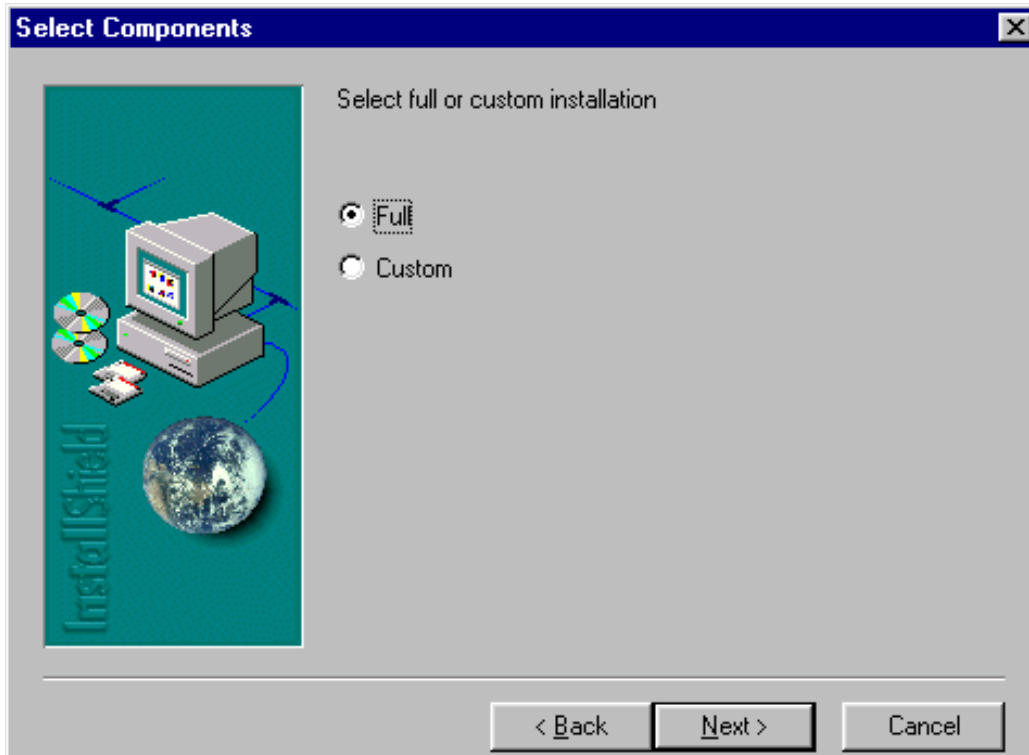 Select Components
Select full or custom installation
Full
Custom
InstallShield
< Back
Next >
Cancel